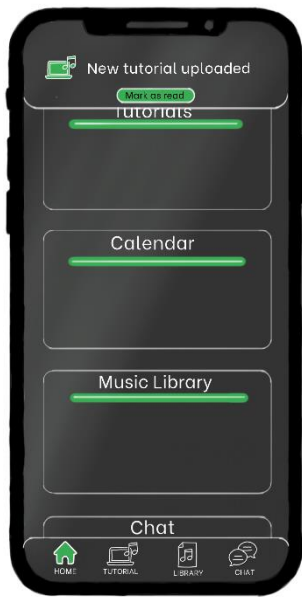 New tutorial uploaded
Mark as read
Tutorials
Calendar
Music Library
Chat
HOME
TUTORIAL
LIBRARY
CHAT